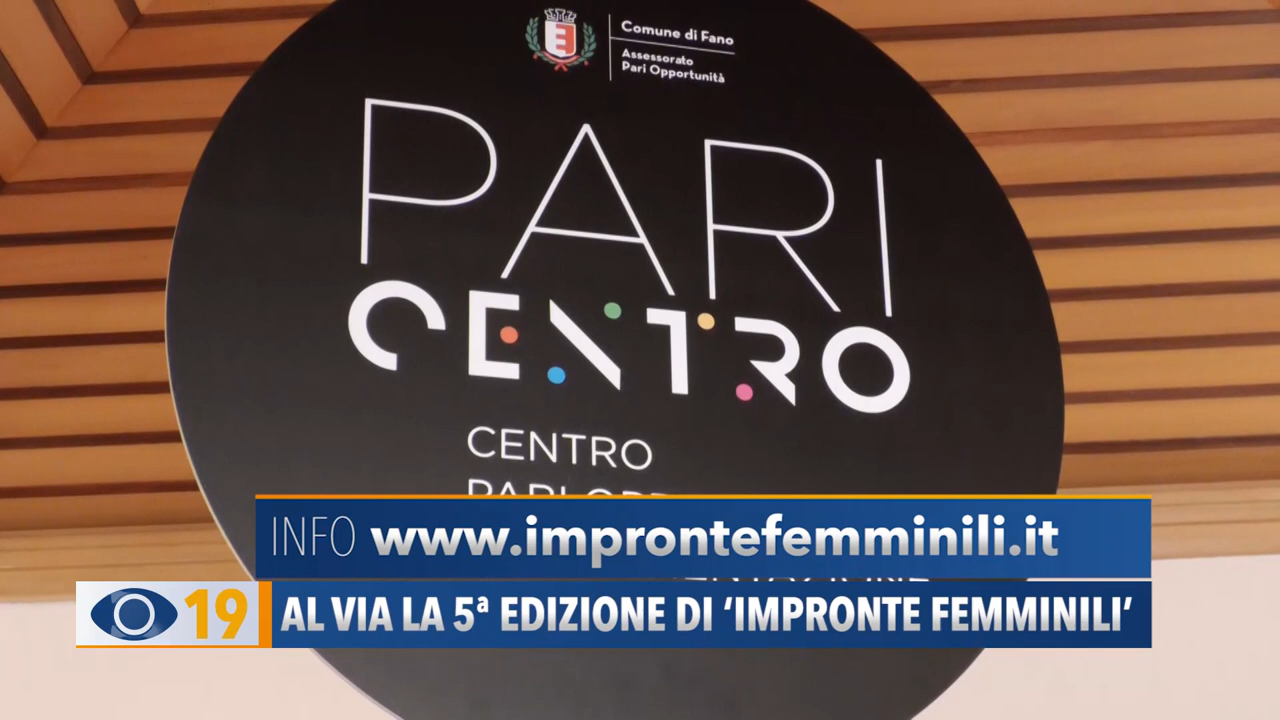 Comune di Fano
Assessorato
Pari Opportunità
PARI
CENTRO
CENTRO
INFO www.improntefemminili.it
19 AL VIA LA 5ª EDIZIONE DI ‘IMPRONTE FEMMINILI’